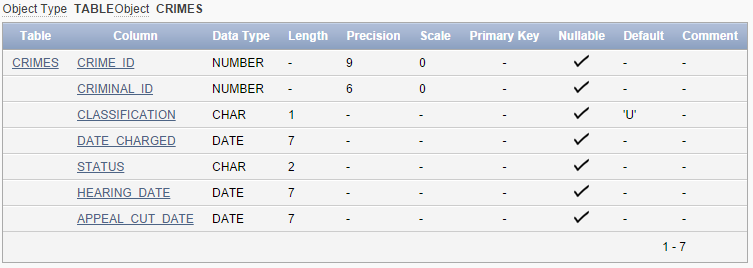 Object Type TABLE Object CRIMES
Table Column Data Type Length Precision Scale Primary Key Nullable Default Comment
CRIMES CRIME_ID NUMBER - 9 0 - ✓ - -
CRIMINAL_ID NUMBER - 6 0 - ✓ - -
CLASSIFICATION CHAR 1 - - - ✓ 'U' -
DATE_CHARGED DATE 7 - - - ✓ - -
STATUS CHAR 2 - - - ✓ - -
HEARING_DATE DATE 7 - - - ✓ - -
APPEAL_CUT_DATE DATE 7 - - - ✓ - -
1 - 7